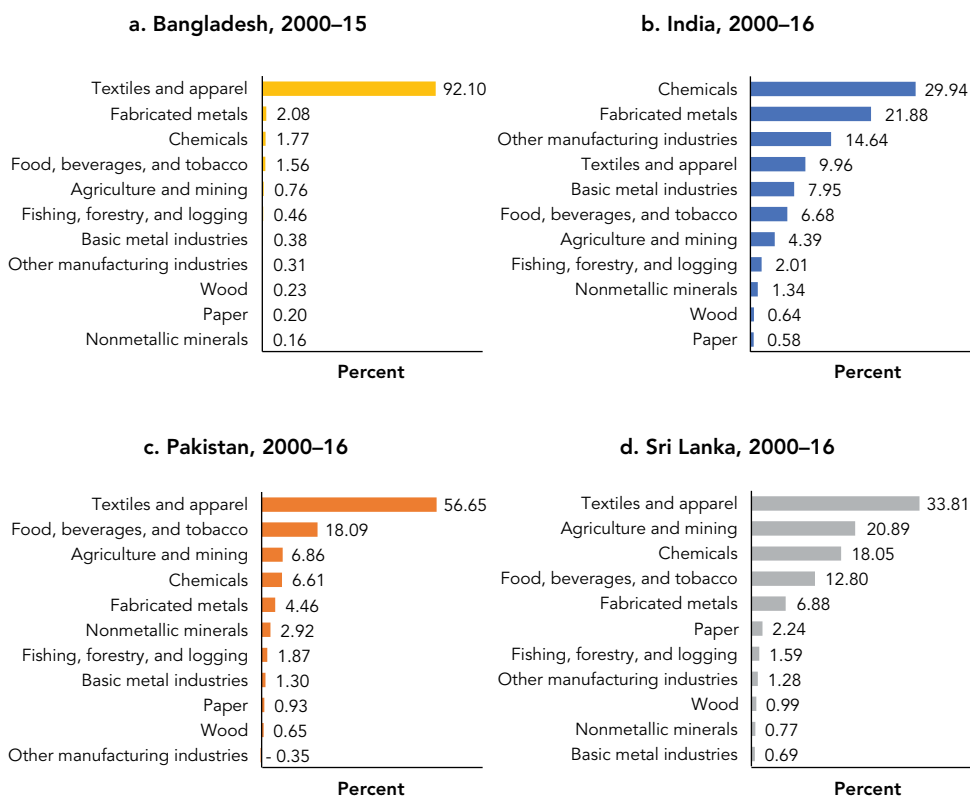 a. Bangladesh, 2000–15
Textiles and apparel 92.10
Fabricated metals 2.08
Chemicals 1.77
Food, beverages, and tobacco 1.56
Agriculture and mining 0.76
Fishing, forestry, and logging 0.46
Basic metal industries 0.38
Other manufacturing industries 0.31
Wood 0.23
Paper 0.20
Nonmetallic minerals 0.16
Percent
b. India, 2000–16
Chemicals 29.94
Fabricated metals 21.88
Other manufacturing industries 14.64
Textiles and apparel 9.96
Basic metal industries 7.95
Food, beverages, and tobacco 6.68
Agriculture and mining 4.39
Fishing, forestry, and logging 2.01
Nonmetallic minerals 1.34
Wood 0.64
Paper 0.58
Percent
c. Pakistan, 2000–16
Textiles and apparel 56.65
Food, beverages, and tobacco 18.09
Agriculture and mining 6.86
Chemicals 6.61
Fabricated metals 4.46
Nonmetallic minerals 2.92
Fishing, forestry, and logging 1.87
Basic metal industries 1.30
Paper 0.93
Wood 0.65
Other manufacturing industries - 0.35
Percent
d. Sri Lanka, 2000–16
Textiles and apparel 33.81
Agriculture and mining 20.89
Chemicals 18.05
Food, beverages, and tobacco 12.80
Fabricated metals 6.88
Paper 2.24
Fishing, forestry, and logging 1.59
Other manufacturing industries 1.28
Wood 0.99
Nonmetallic minerals 0.77
Basic metal industries 0.69
Percent